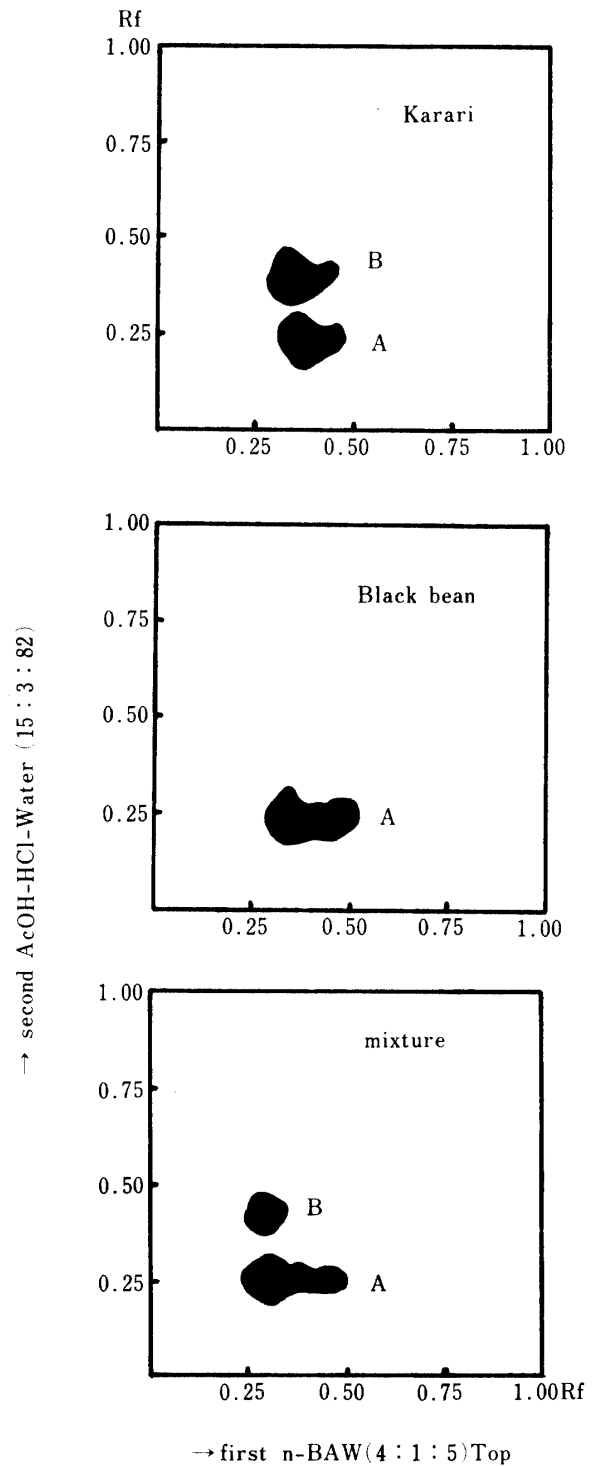 Rf
1.00
Karari
0.75
0.50
B
0.25
A
0.25 0.50 0.75 1.00
1.00
Black bean
0.75
0.50
0.25
A
0.25 0.50 0.75 1.00
→ second AcOH-HCl-Water (15 : 3 : 82)
1.00
mixture
0.75
0.50
B
0.25
A
0.25 0.50 0.75 1.00Rf
→first n-BAW(4 : 1 : 5)Top